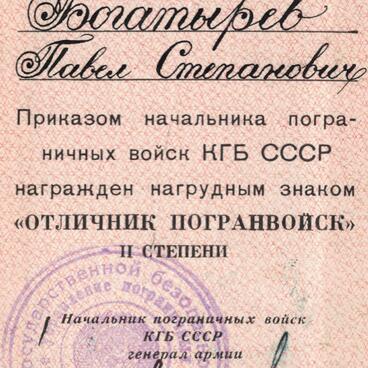 Богатырев
Павел Степанович
Приказом начальника погра-
ничных войск КГБ СССР
награжден нагрудным знаком
«ОТЛИЧНИК ПОГРАНВОЙСК»
II СТЕПЕНИ
Начальник пограничных войск
КГБ СССР
генерал армии